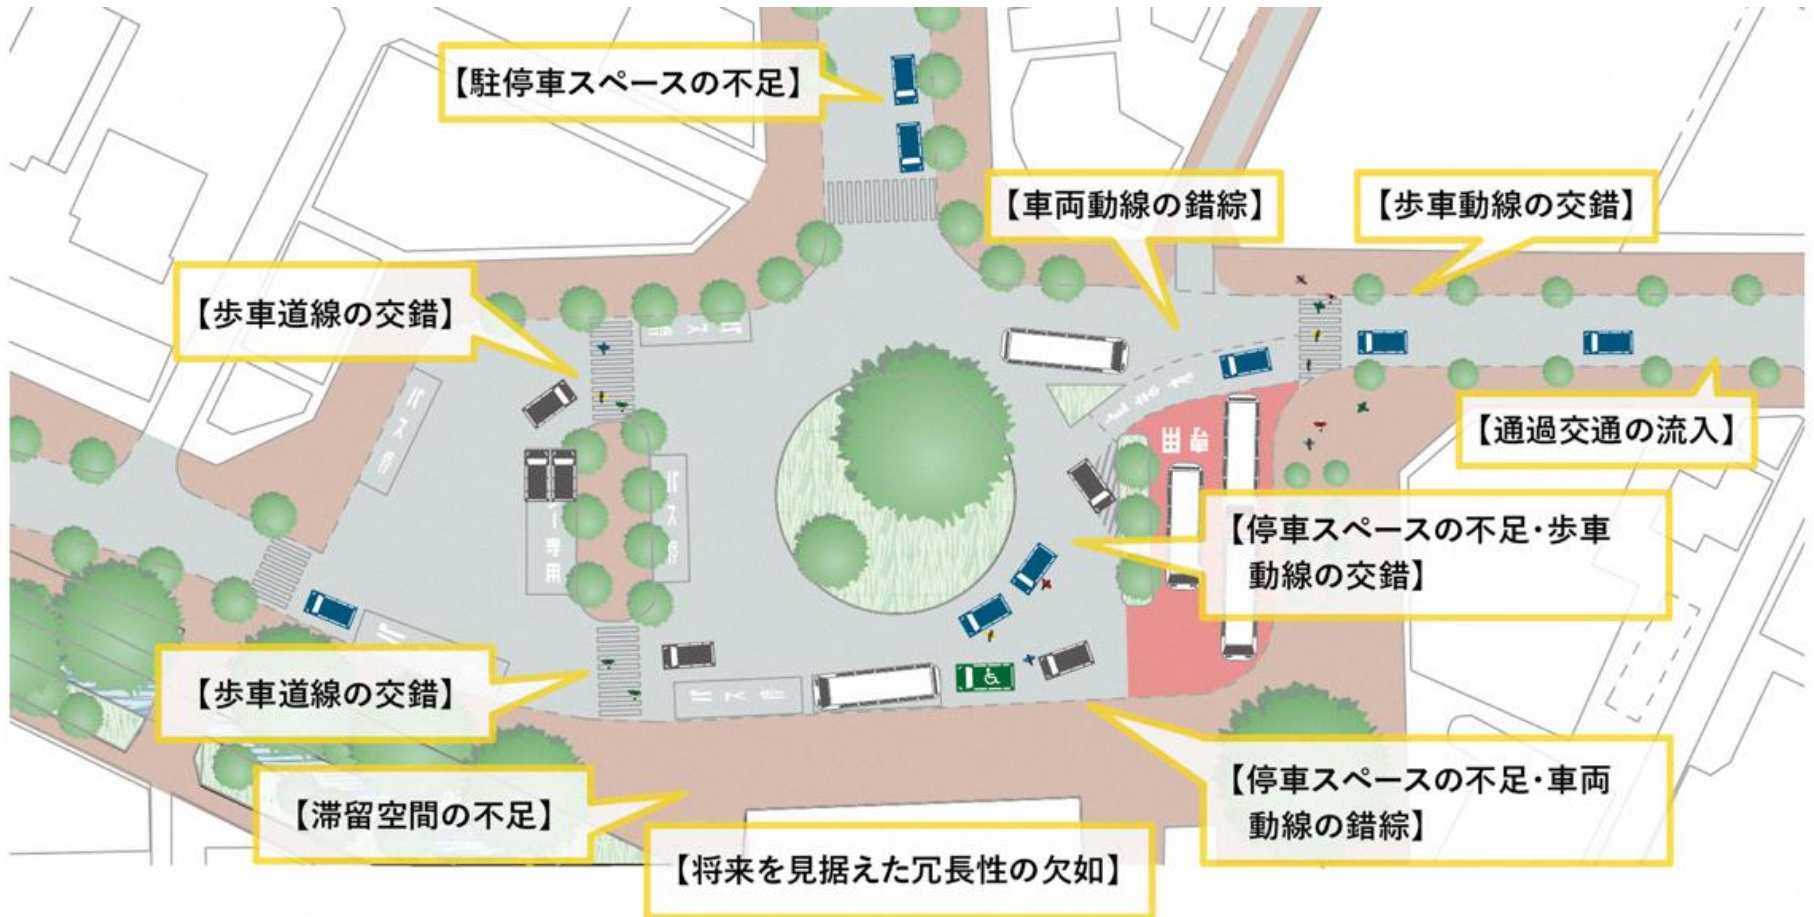 【駐停車スペースの不足】
【車両動線の錯綜】
【歩車動線の交錯】
【歩車道線の交錯】
【通過交通の流入】
専用
【停車スペースの不足・歩車
動線の交錯】
専用
【歩車道線の交錯】
【停車スペースの不足・車両
動線の錯綜】
【滞留空間の不足】
【将来を見据えた冗長性の欠如】